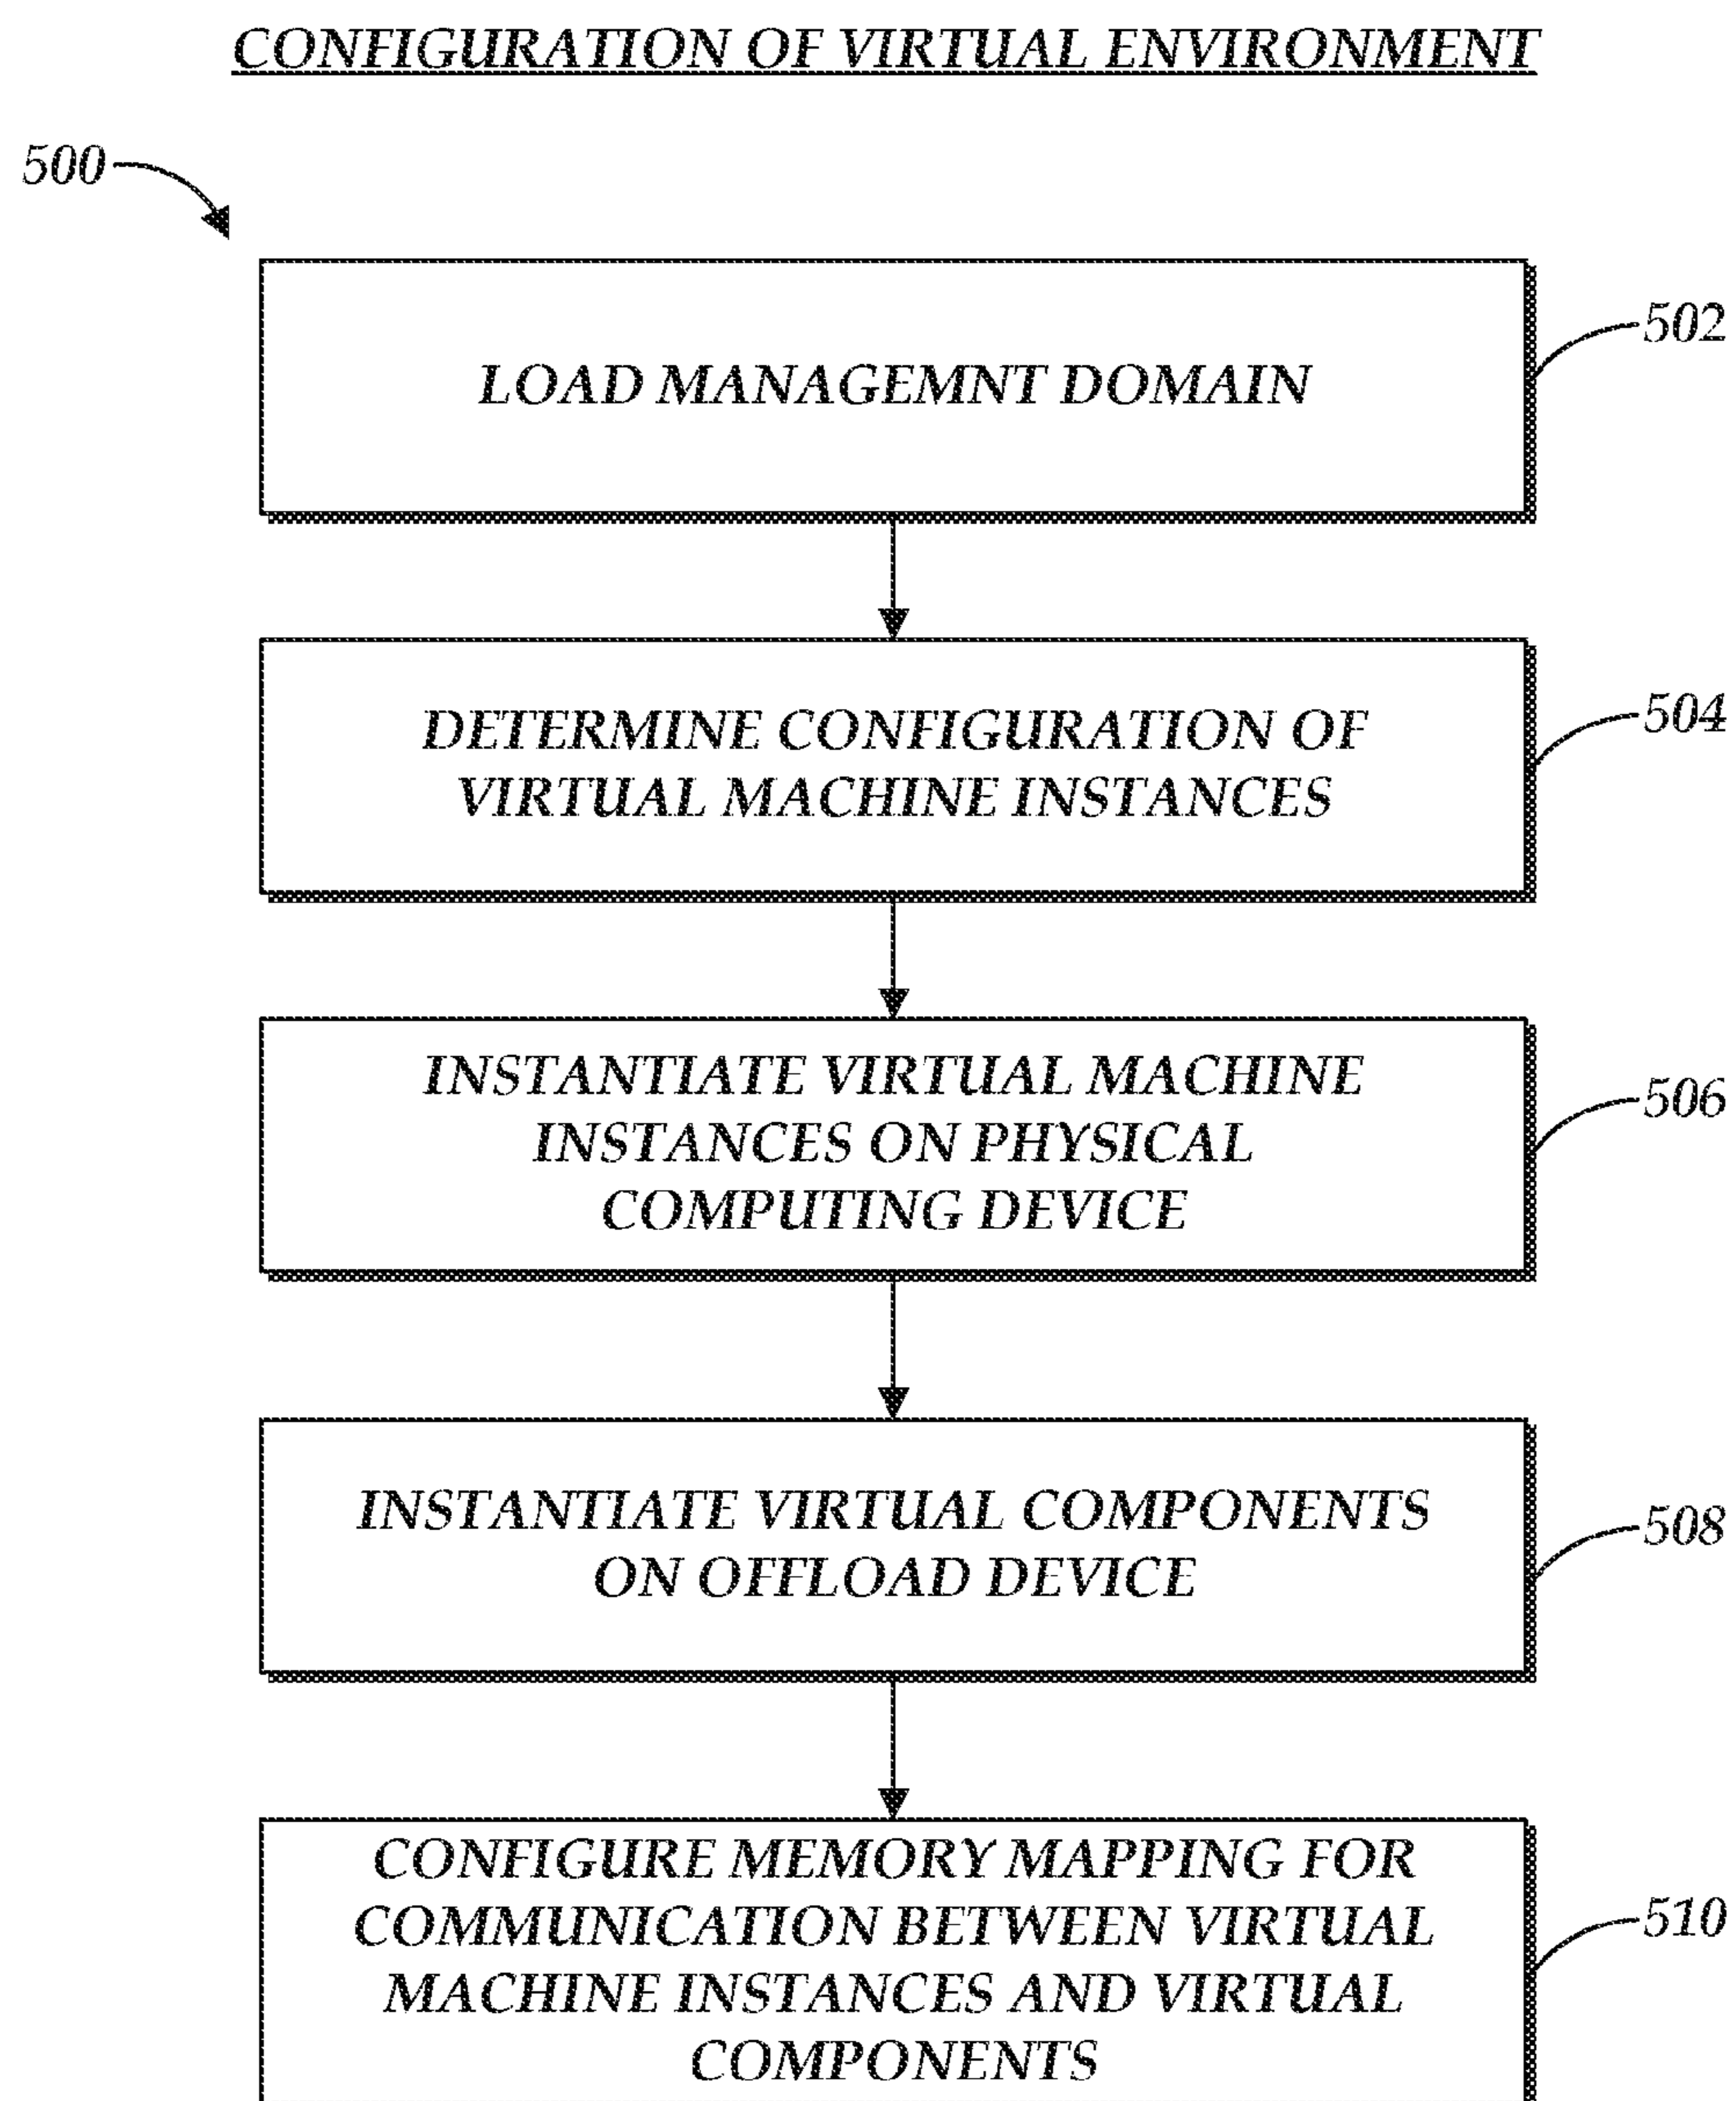 CONFIGURATION OF VIRTUAL ENVIRONMENT
500
LOAD MANAGEMNT DOMAIN
502
DETERMINE CONFIGURATION OF
VIRTUAL MACHINE INSTANCES
504
INSTANTIATE VIRTUAL MACHINE
INSTANCES ON PHYSICAL
COMPUTING DEVICE
506
INSTANTIATE VIRTUAL COMPONENTS
ON OFFLOAD DEVICE
508
CONFIGURE MEMORY MAPPING FOR
COMMUNICATION BETWEEN VIRTUAL
MACHINE INSTANCES AND VIRTUAL
COMPONENTS
510